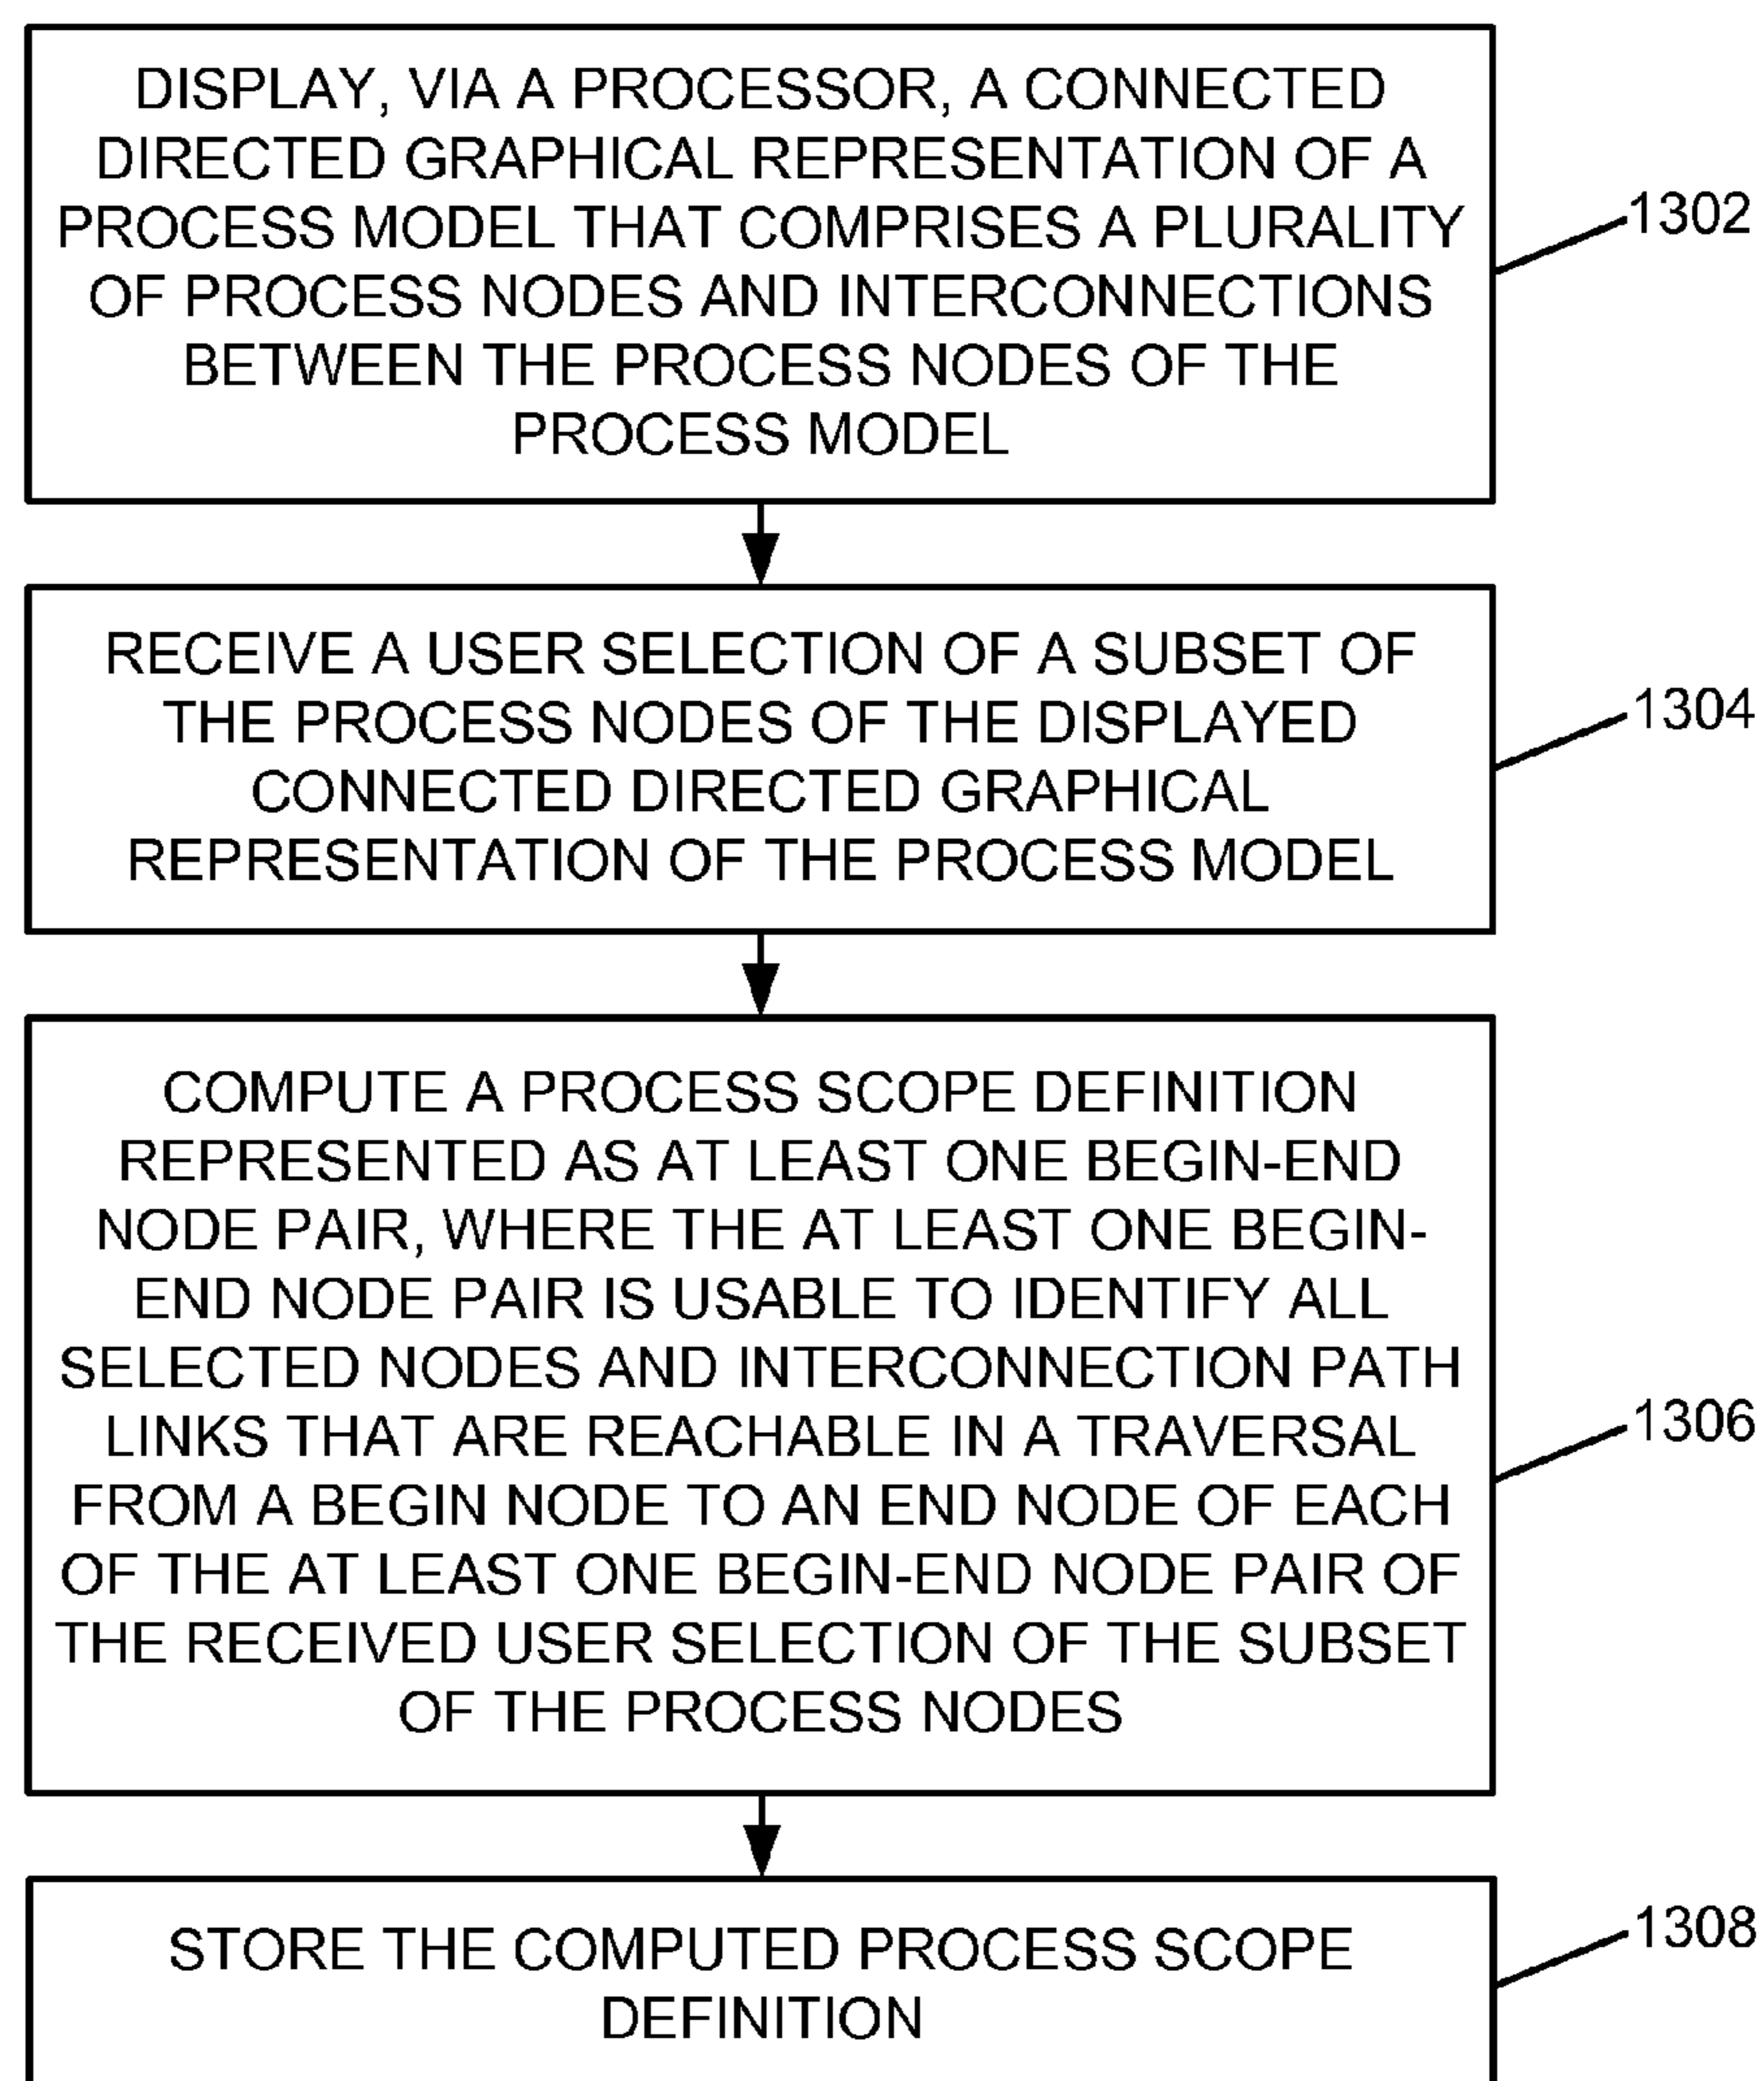 DISPLAY, VIA A PROCESSOR, A CONNECTED
DIRECTED GRAPHICAL REPRESENTATION OF A
PROCESS MODEL THAT COMPRISES A PLURALITY
OF PROCESS NODES AND INTERCONNECTIONS
BETWEEN THE PROCESS NODES OF THE
PROCESS MODEL
1302
RECEIVE A USER SELECTION OF A SUBSET OF
THE PROCESS NODES OF THE DISPLAYED
CONNECTED DIRECTED GRAPHICAL
REPRESENTATION OF THE PROCESS MODEL
1304
COMPUTE A PROCESS SCOPE DEFINITION
REPRESENTED AS AT LEAST ONE BEGIN-END
NODE PAIR, WHERE THE AT LEAST ONE BEGIN-
END NODE PAIR IS USABLE TO IDENTIFY ALL
SELECTED NODES AND INTERCONNECTION PATH
LINKS THAT ARE REACHABLE IN A TRAVERSAL
FROM A BEGIN NODE TO AN END NODE OF EACH
OF THE AT LEAST ONE BEGIN-END NODE PAIR OF
THE RECEIVED USER SELECTION OF THE SUBSET
OF THE PROCESS NODES
1306
STORE THE COMPUTED PROCESS SCOPE
DEFINITION
1308